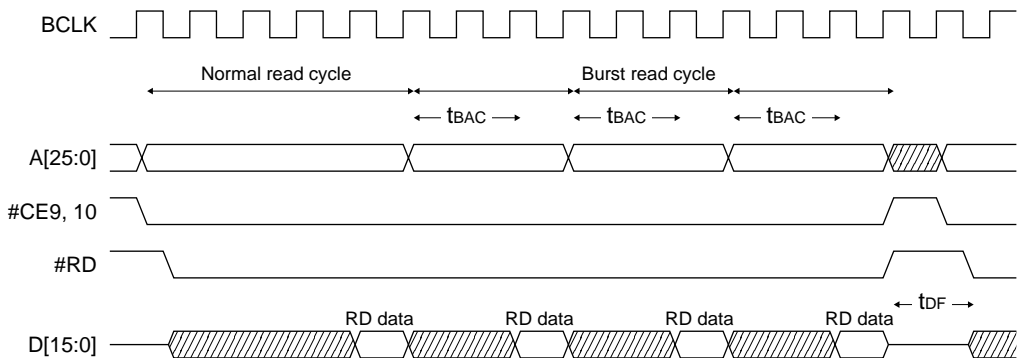 BCLK
Normal read cycle Burst read cycle
tBAC tBAC tBAC
A[25:0]
#CE9, 10
#RD
tDF
RD data RD data RD data RD data
D[15:0]